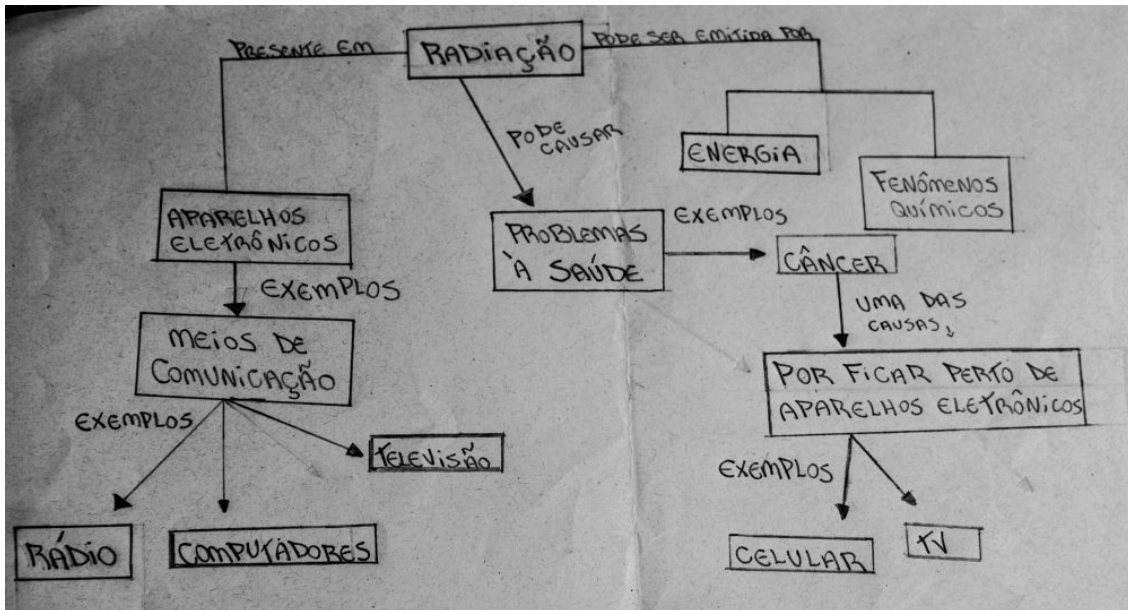 PRESENTE EM
RADIAÇÃO
PODE SER EMITIDA POR
PODE
CAUSAR
ENERGIA
FENÔMENOS
QUÍMICOS
APARELHOS
ELETRÔNICOS
PROBLEMAS
À SAÚDE
EXEMPLOS
CÂNCER
EXEMPLOS
UMA DAS
CAUSAS
MEIOS DE
COMUNICAÇÃO
POR FICAR PERTO DE
APARELHOS ELETRÔNICOS
EXEMPLOS
TELEVISÃO
EXEMPLOS
RÁDIO
COMPUTADORES
CELULAR
TV